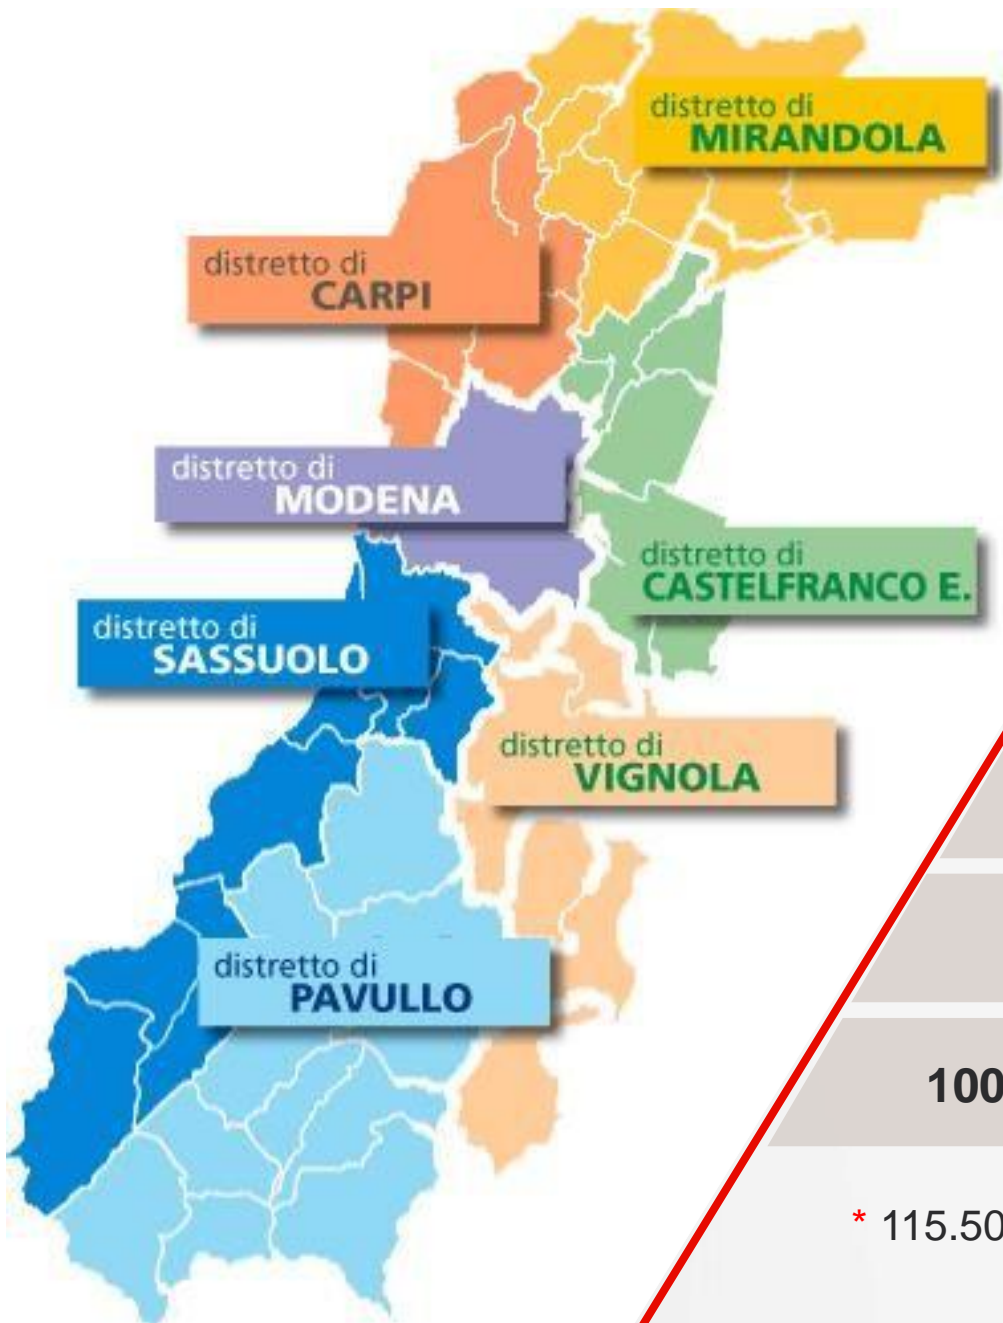 distretto di
MIRANDOLA
distretto di
CARPI
distretto di
MODENA
distretto di
CASTELFRANCO E.
distretto di
SASSUOLO
distretto di
VIGNOLA
distretto di
PAVULLO
100
* 115.50